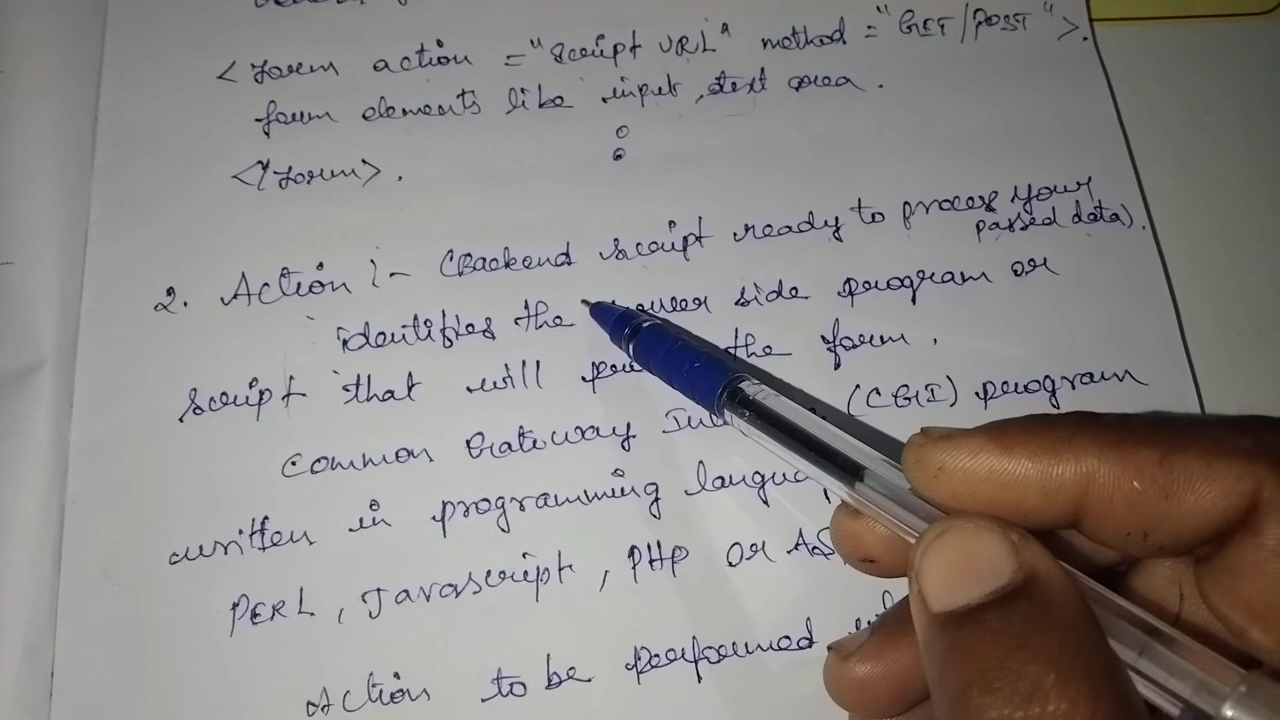 <form action = "Script URL" method = "GET/POST">.
form elements like input, text area.
</form>.
2. Action :- (Backend script ready to process your passed data).
identifies the side program or
script that will the form.
Common Gateway (CGI) program
written in programming
PERL, Javascript, PHP or
Action to be performed